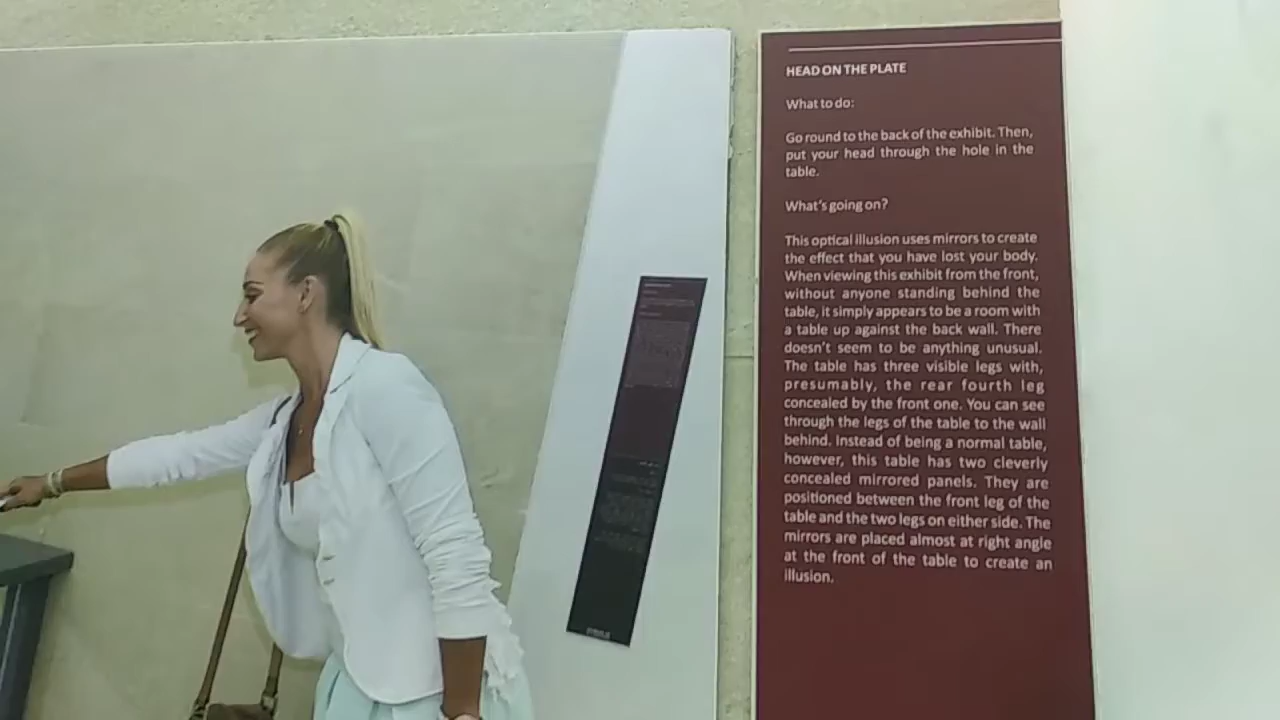 HEAD ON THE PLATE
What to do:
Go round to the back of the exhibit. Then,
put your head through the hole in the
table.
What's going on?
This optical illusion uses mirrors to create
the effect that you have lost your body.
When viewing this exhibit from the front,
without anyone standing behind the
table, it simply appears to be a room with
a table up against the back wall. There
doesn't seem to be anything unusual.
The table has three visible legs with,
presumably, the rear fourth leg
concealed by the front one. You can see
through the legs of the table to the wall
behind. Instead of being a normal table,
however, this table has two cleverly
concealed mirrored panels. They are
positioned between the front leg of the
table and the two legs on either side. The
mirrors are placed almost at right angle
at the front of the table to create an
illusion.